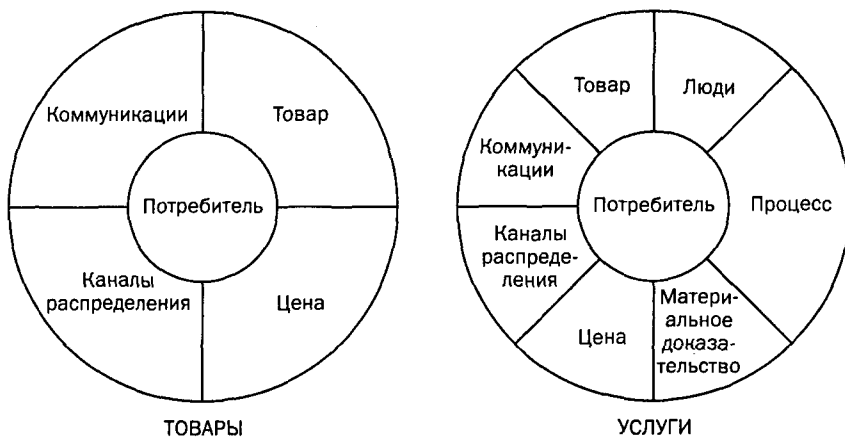 Коммуникации
Товар
Потребитель
Каналы
распределения
Цена
ТОВАРЫ
Товар
Люди
Коммуни-
кации
Потребитель
Процесс
Каналы
распреде-
ления
Цена
Матери-
альное
доказа-
тельство
УСЛУГИ